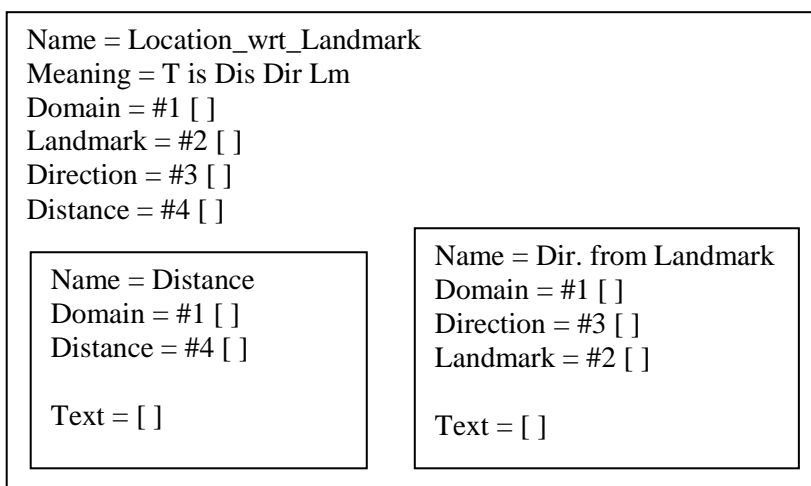 Name = Location_wrt_Landmark
Meaning = T is Dis Dir Lm
Domain = #1 [ ]
Landmark = #2 [ ]
Direction = #3 [ ]
Distance = #4 [ ]
Name = Distance
Domain = #1 [ ]
Distance = #4 [ ]
Text = [ ]
Name = Dir. from Landmark
Domain = #1 [ ]
Direction = #3 [ ]
Landmark = #2 [ ]
Text = [ ]